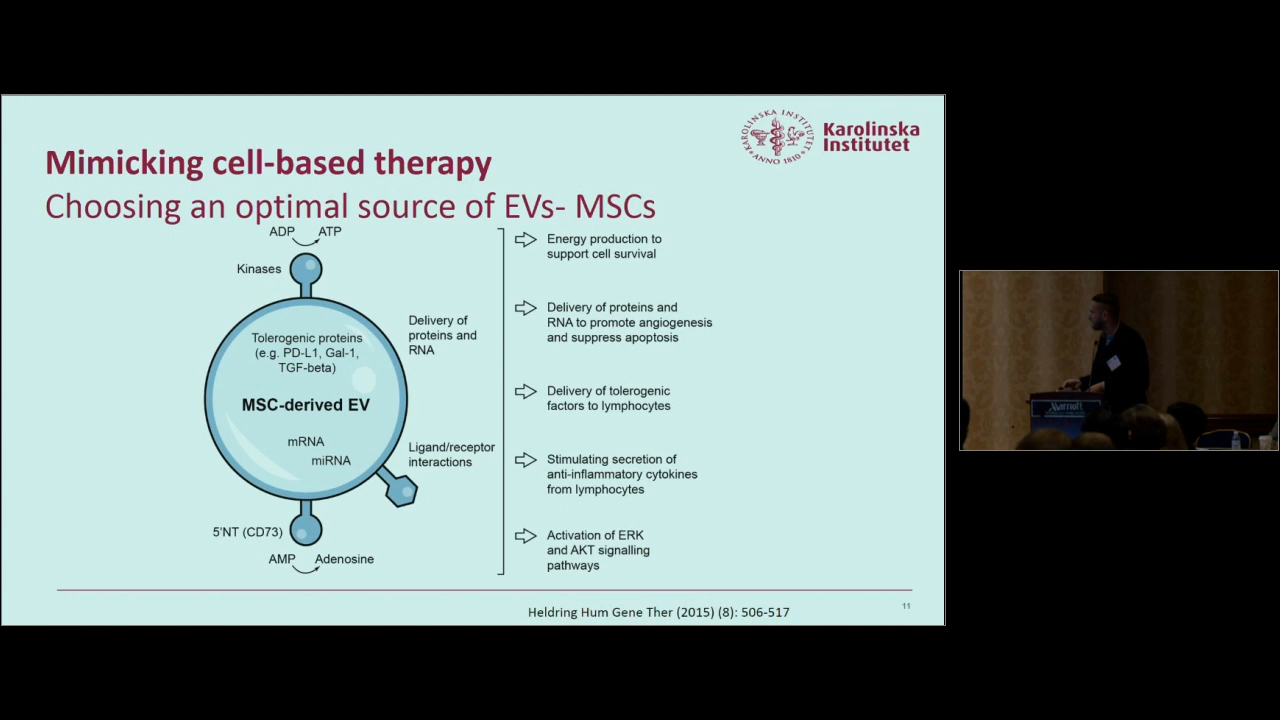 KAROLINSKA INSTITUTET
ANNO 1810
Karolinska
Institutet
Mimicking cell-based therapy
Choosing an optimal source of EVs- MSCs
ADP
ATP
Kinases
Tolerogenic proteins
(e.g. PD-L1, Gal-1,
TGF-beta)
MSC-derived EV
mRNA
miRNA
Delivery of
proteins and
RNA
Ligand/receptor
interactions
5'NT (CD73)
AMP
Adenosine
Energy production to
support cell survival
Delivery of proteins and
RNA to promote angiogenesis
and suppress apoptosis
Delivery of tolerogenic
factors to lymphocytes
Stimulating secretion of
anti-inflammatory cytokines
from lymphocytes
Activation of ERK
and AKT signalling
pathways
Heldring Hum Gene Ther (2015) (8): 506-517
11
Marriott